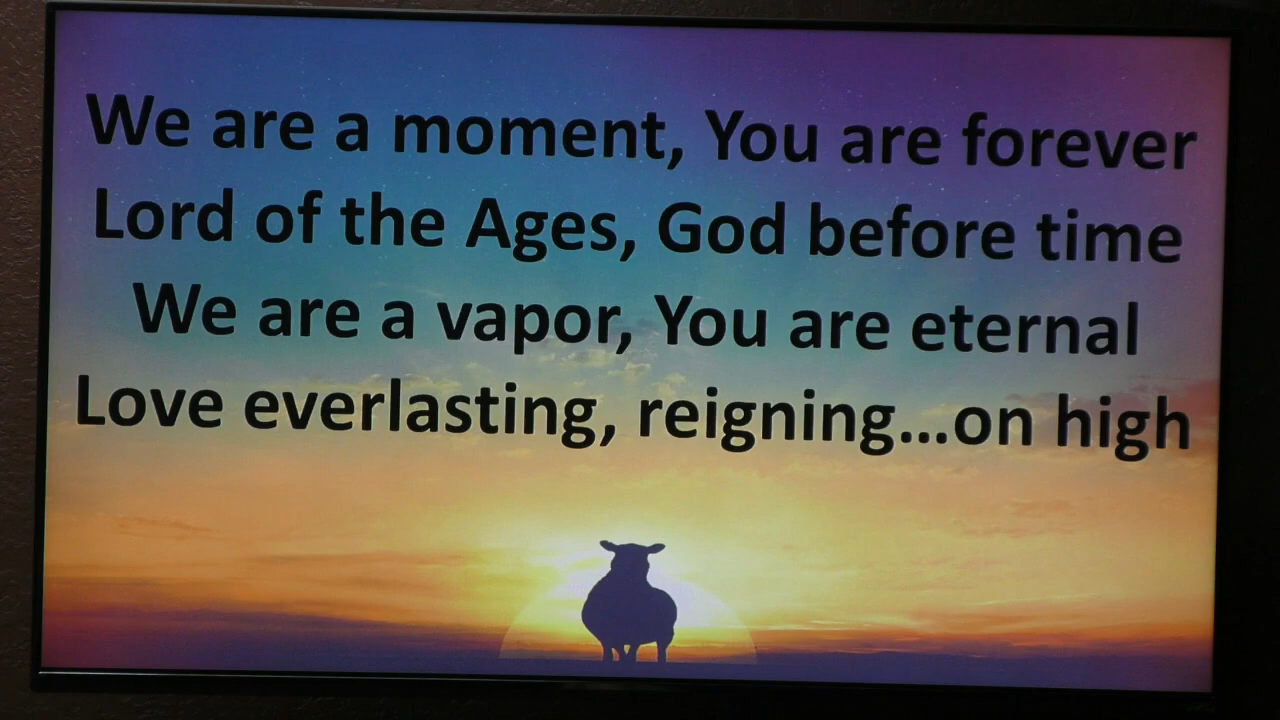 We are a moment, You are forever
Lord of the Ages, God before time
We are a vapor, You are eternal
Love everlasting, reigning...on high